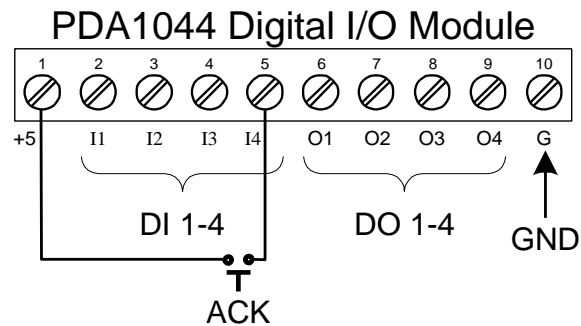 PDA1044 Digital I/O Module
1 2 3 4 5 6 7 8 9 10
+5 I1 I2 I3 I4 O1 O2 O3 O4 G
DI 1-4 DO 1-4 GND
ACK